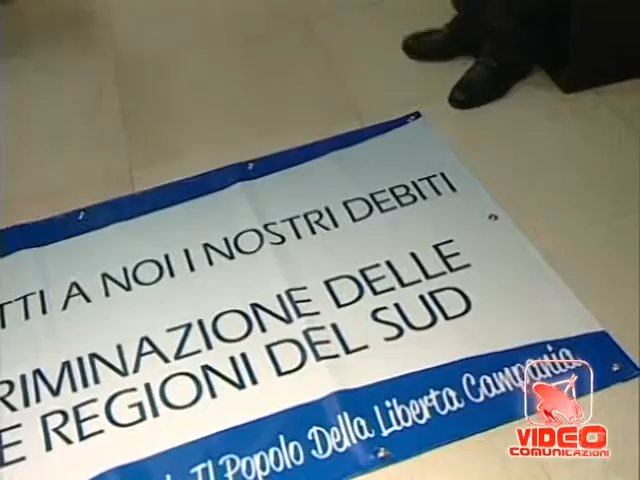 TTI A NOI I NOSTRI DEBITI
RIMINAZIONE DELLE
E REGIONI DEL SUD
Il Popolo Della Libertà Campania
VIDEO
COMUNICAZIONI